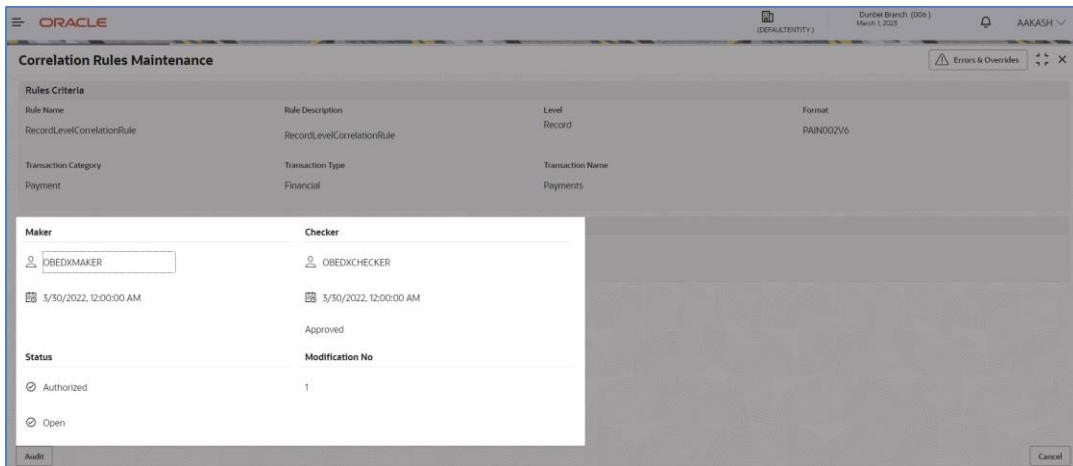 ORACLE
(DEFAULTENTITY)
Dunbel Branch (006)
March 1, 2023
AAKASH
Correlation Rules Maintenance
Errors & Overrides
Rules Criteria
Rule Name Rule Description Level Format
RecordLevelCorrelationRule RecordLevelCorrelationRule Record PAIN002V6
Transaction Category Transaction Type Transaction Name
Payment Financial Payments
Maker Checker
OBEDXMAKER OBEDXCHECKER
3/30/2022, 12:00:00 AM 3/30/2022, 12:00:00 AM
Approved
Status Modification No
Authorized 1
Open
Audit Cancel